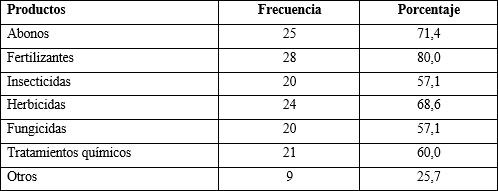 Productos Frecuencia Porcentaje
Abonos 25 71,4
Fertilizantes 28 80,0
Insecticidas 20 57,1
Herbicidas 24 68,6
Fungicidas 20 57,1
Tratamientos químicos 21 60,0
Otros 9 25,7